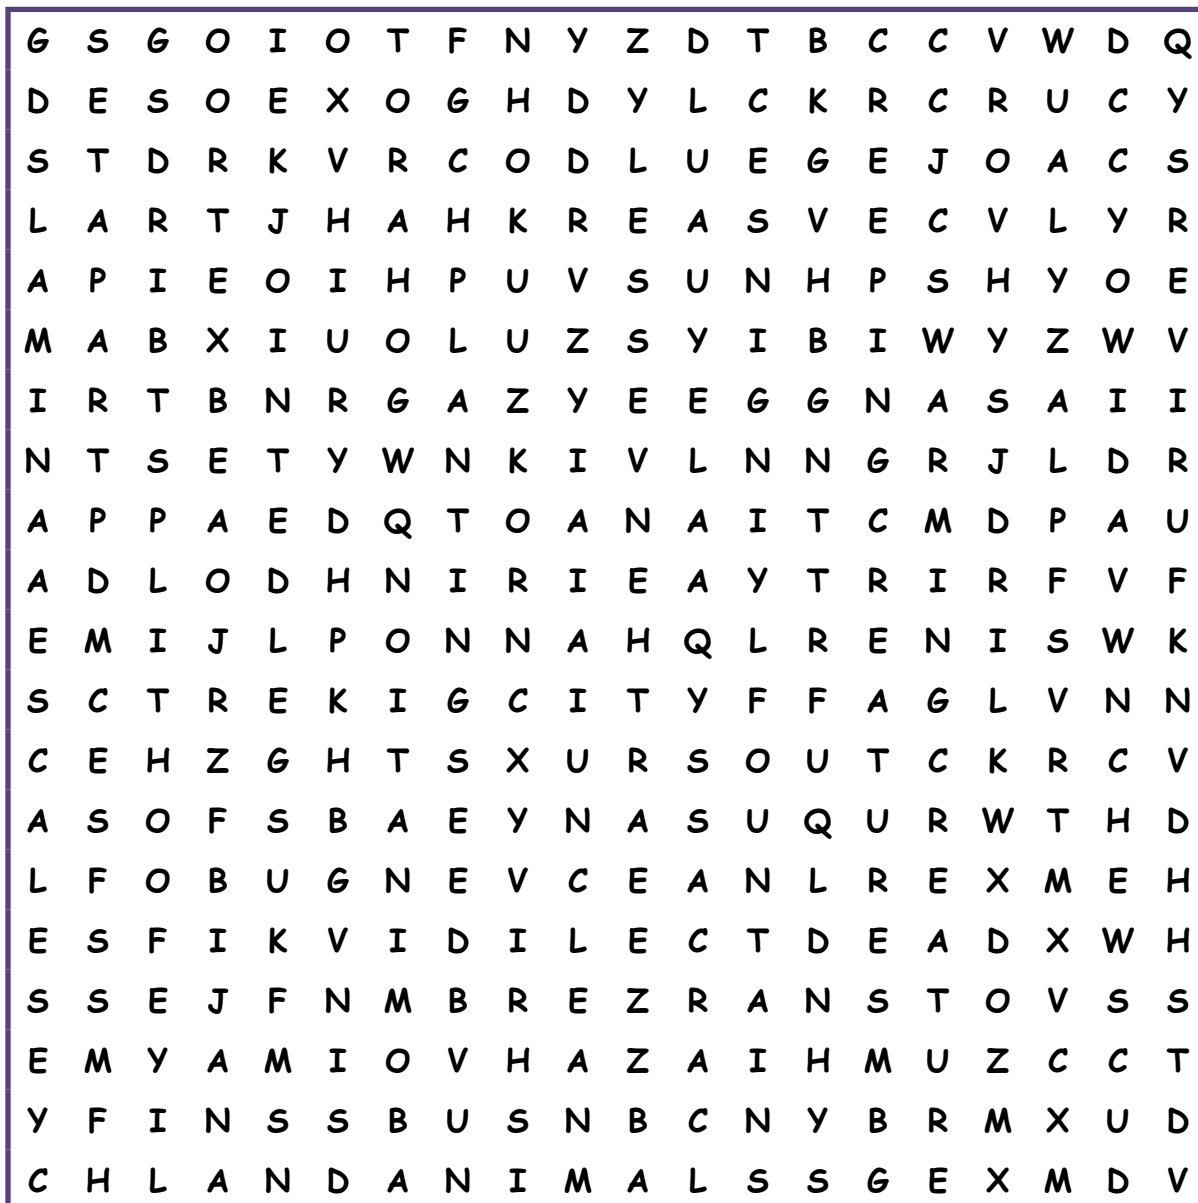 G S G O I O T F N Y Z D T B C C V W D Q
D E S O E X O G H D Y L C K R C R U C Y
S T D R K V R C O D L U E G E J O A C S
L A R T J H A H K R E A S V E C V L Y R
A P I E O I H P U V S U N H P S H Y O E
M A B X I U O L U Z S Y I B I W Y Z W V
I R T B N R G A Z Y E E G G N A S A I I
N T S E T Y W N K I V L N N G R J L D R
A P P A E D Q T O A N A I T C M D P A U
A D L O D H N I R I E A Y T R I R F V F
E M I J L P O N N A H Q L R E N I S W K
S C T R E K I G C I T Y F F A G L V N N
C E H Z G H T S X U R S O U T C K R C V
A S O F S B A E Y N A S U Q U R W T H D
L F O B U G N E V C E A N L R E X M E H
E S F I K V I D I L E C T D E A D X W H
S S E J F N M B R E Z R A N S T O V S S
E M Y A M I O V H A Z A I H M U Z C C T
Y F I N S S B U S N B C N Y B R M X U D
C H L A N D A N I M A L S S G E X M D V